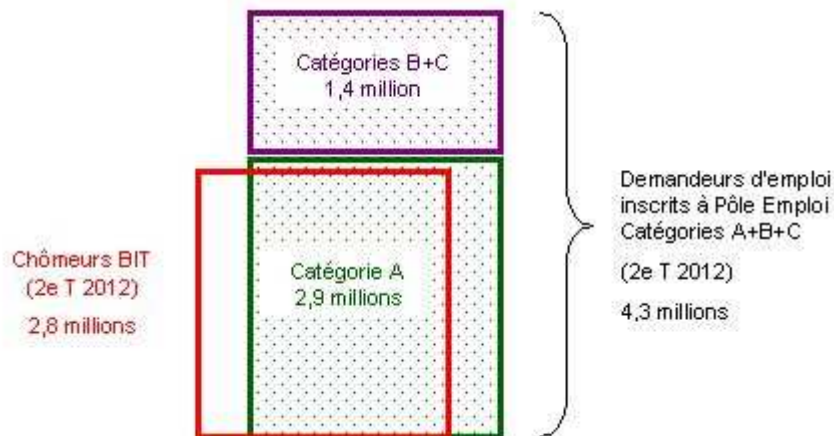 Catégories B+C
1,4 million
Demandeurs d'emploi
inscrits à Pôle Emploi
Catégories A+B+C
(2e T 2012)
4,3 millions
Chômeurs BIT
(2e T 2012)
2,8 millions
Catégorie A
2,9 millions